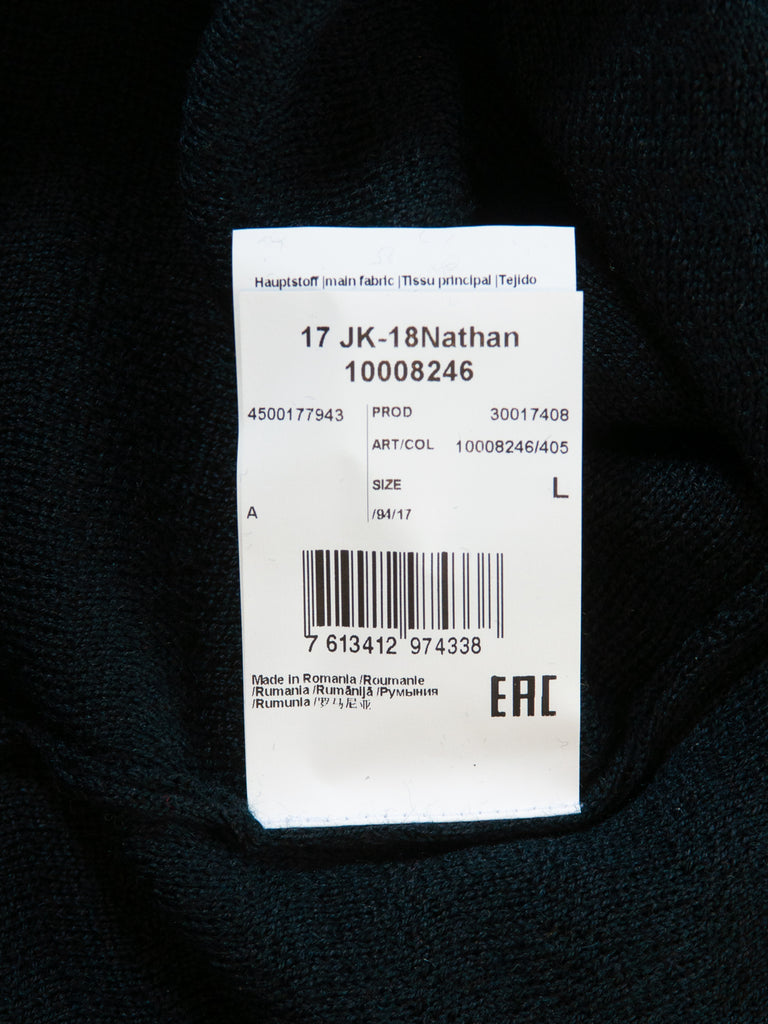 Hauptstoff |main fabric |Tissu principal |Tejido
17 JK-18Nathan
10008246
4500177943 PROD 30017408
ART/COL 10008246/405
SIZE L
A /94/17
7 613412 974338
Made in Romania /Roumanie
/Rumania /Rumānijā /Румыния
/Rumunia /罗马尼亚
EAC